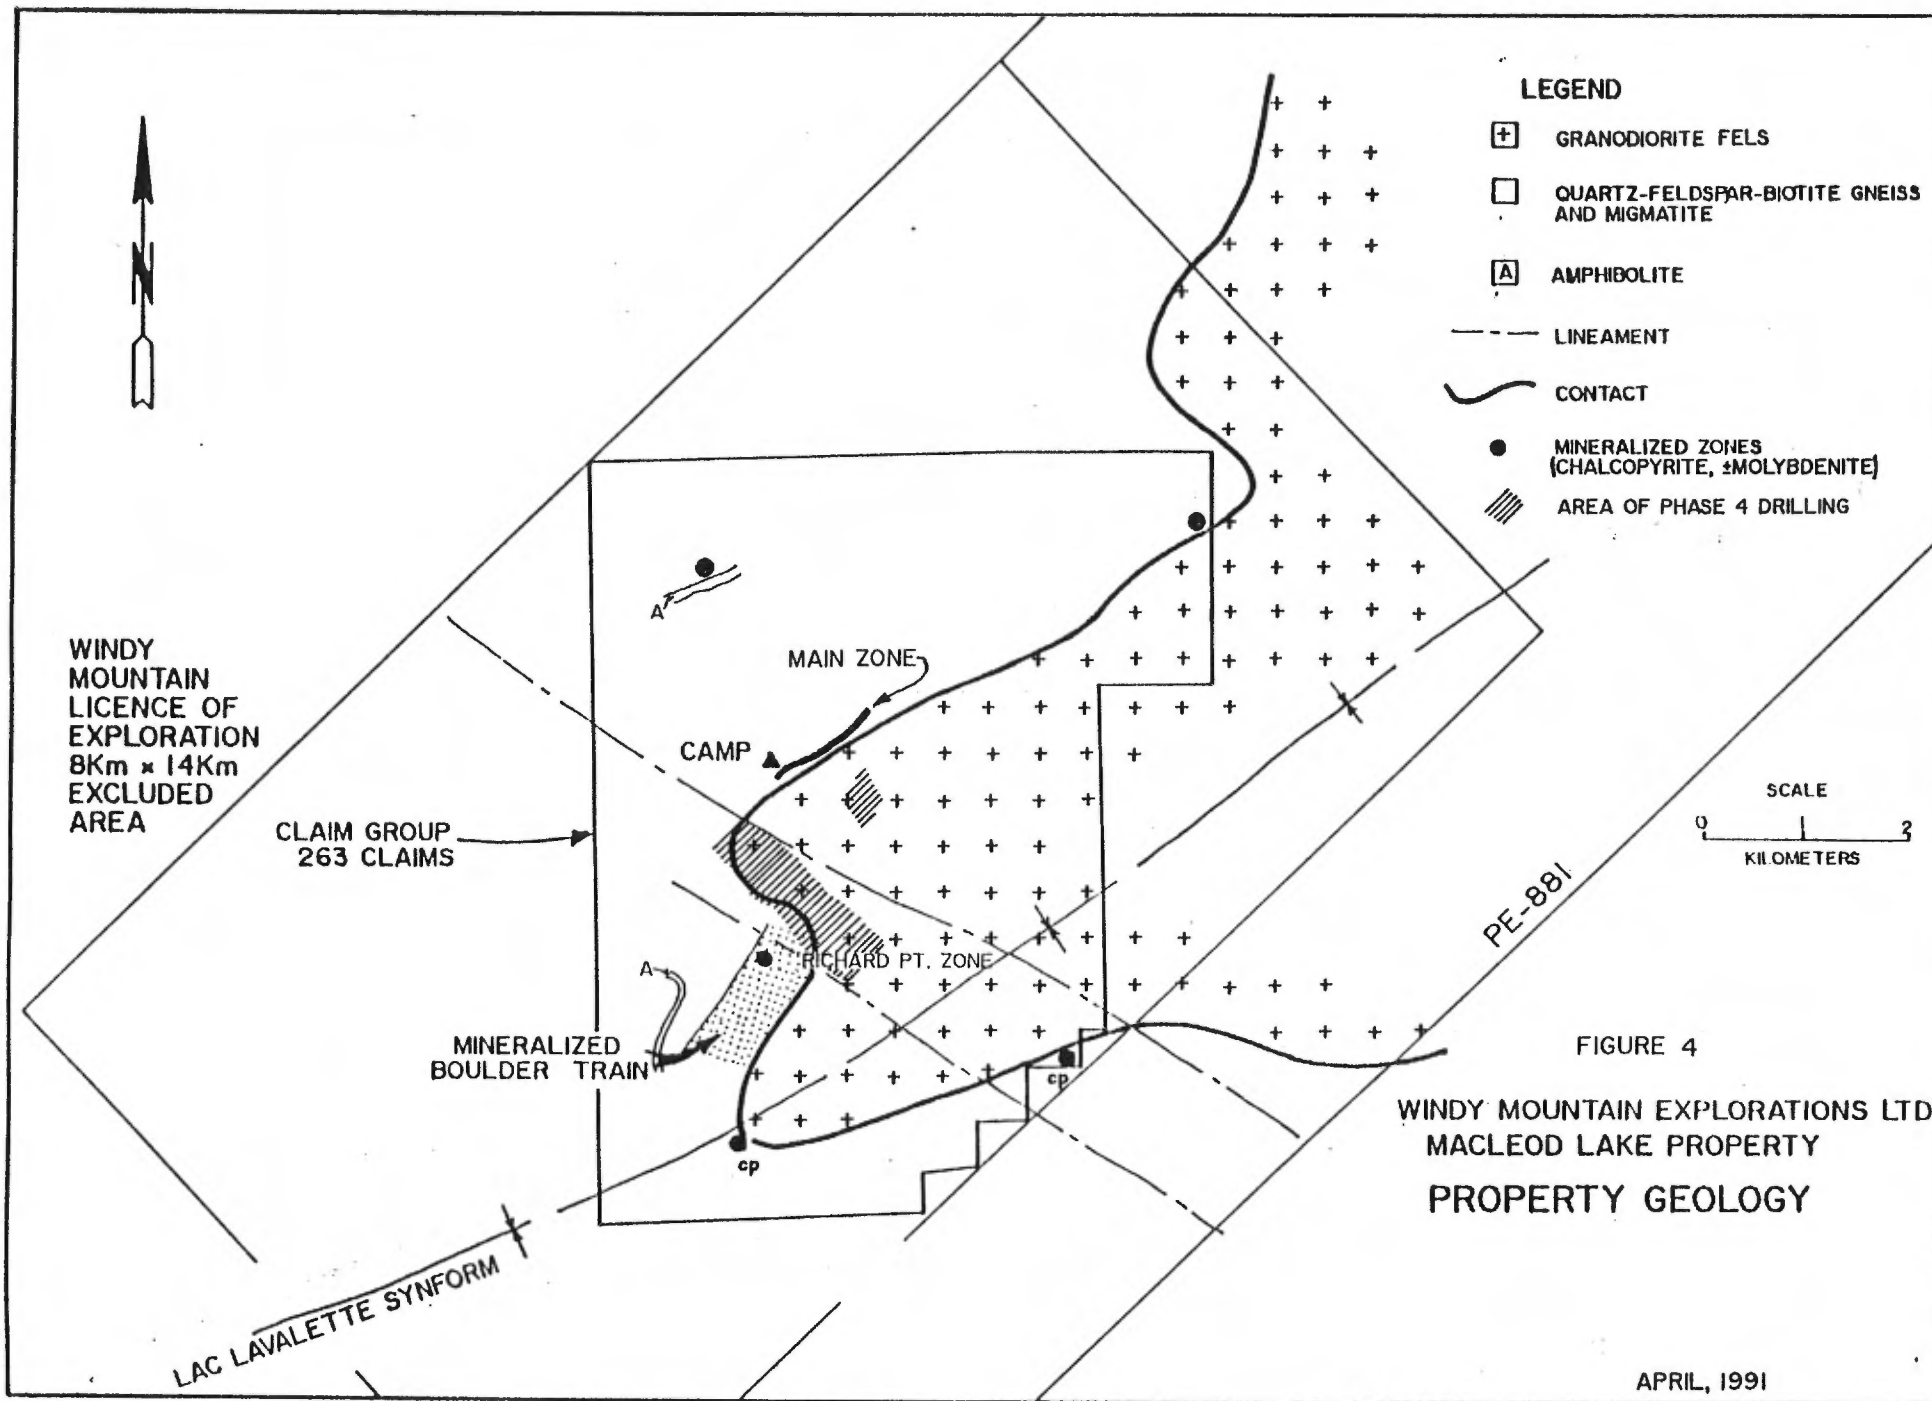 LEGEND
+ GRANODIORITE FELS
QUARTZ-FELDSPAR-BIOTITE GNEISS
AND MIGMATITE
A AMPHIBOLITE
LINEAMENT
CONTACT
MINERALIZED ZONES
(CHALCOPYRITE, ±MOLYBDENITE)
AREA OF PHASE 4 DRILLING
N
A
WINDY
MOUNTAIN
LICENCE OF
EXPLORATION
8Km x 14Km
EXCLUDED
AREA
MAIN ZONE
CAMP
CLAIM GROUP
263 CLAIMS
SCALE
0 2
KILOMETERS
PE-881
RICHARD PT. ZONE
A
MINERALIZED
BOULDER TRAIN
cp
cp
LAC LAVALETTE SYNFORM
FIGURE 4
WINDY MOUNTAIN EXPLORATIONS LTD
MACLEOD LAKE PROPERTY
PROPERTY GEOLOGY
APRIL, 1991